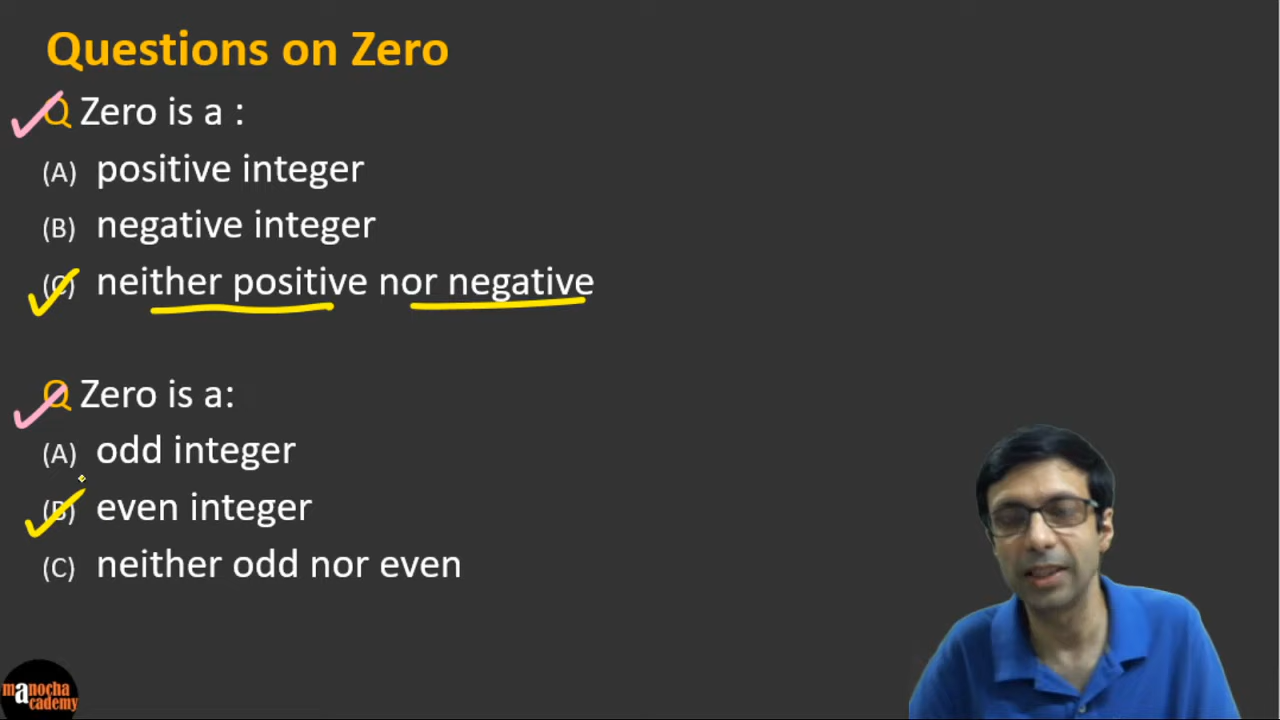 Questions on Zero
Q Zero is a :
(A) positive integer
(B) negative integer
(C) neither positive nor negative
Q Zero is a:
(A) odd integer
(B) even integer
(C) neither odd nor even
manocha
academy